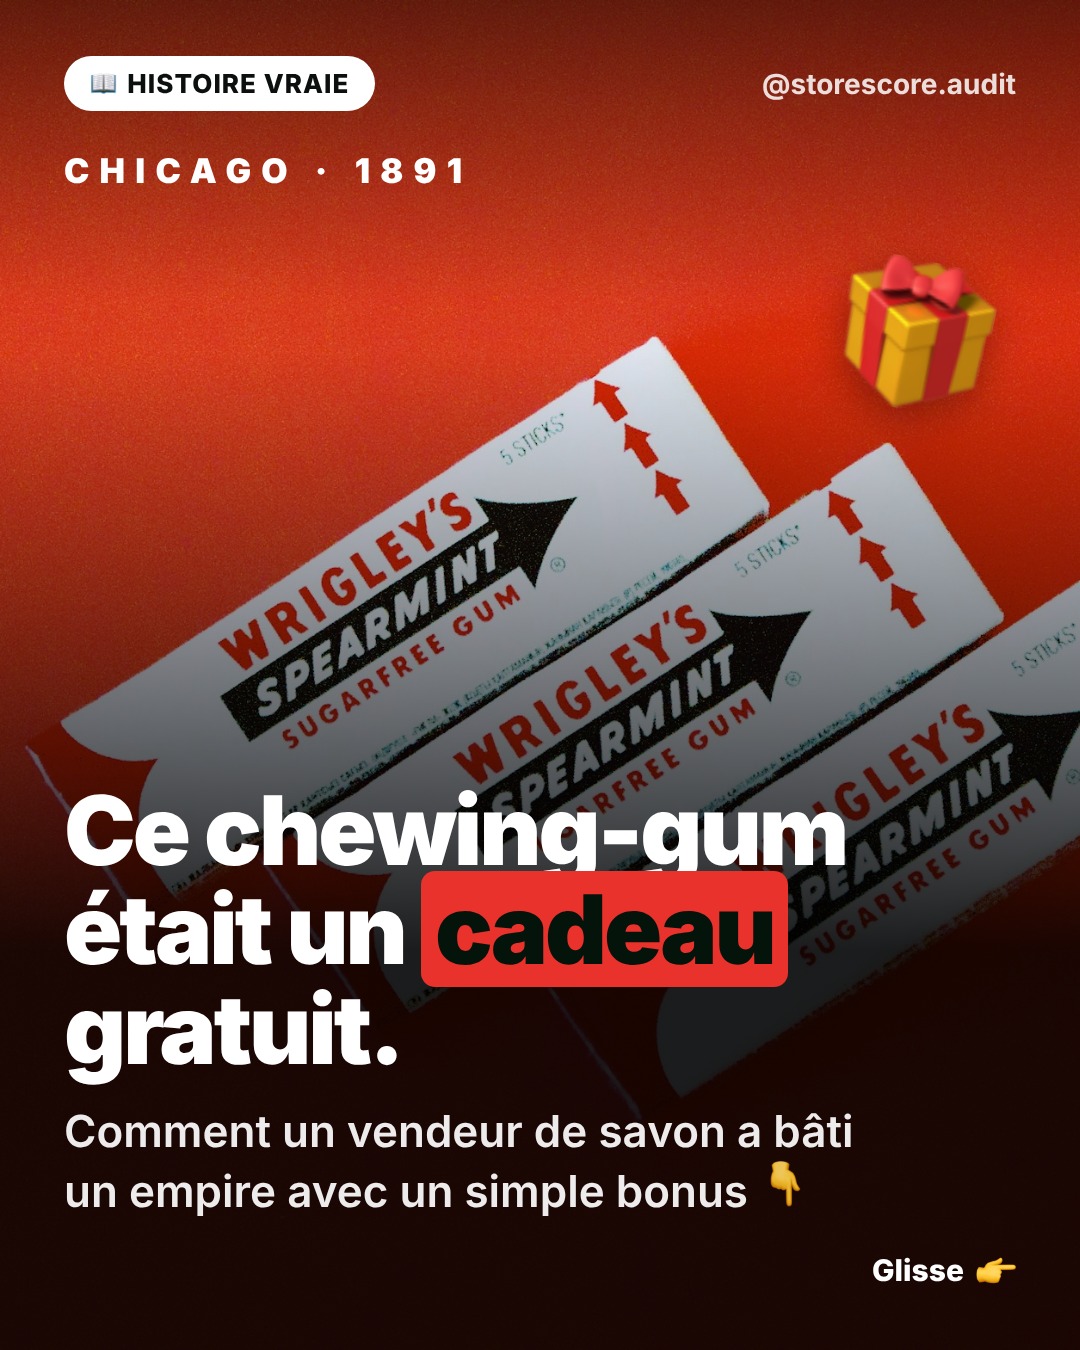 📖 HISTOIRE VRAIE
@storescore.audit
CHICAGO · 1891
5 STICKS*
WRIGLEY'S
SPEARMINT
SUGARFREE GUM
®
5 STICKS*
WRIGLEY'S
SPEARMINT
®
5 STICKS*
SPEARMINT
SUGARFREE GUM
Ce chewing-gum
était un cadeau
gratuit.
Comment un vendeur de savon a bâti
un empire avec un simple bonus 👇
Glisse 👉